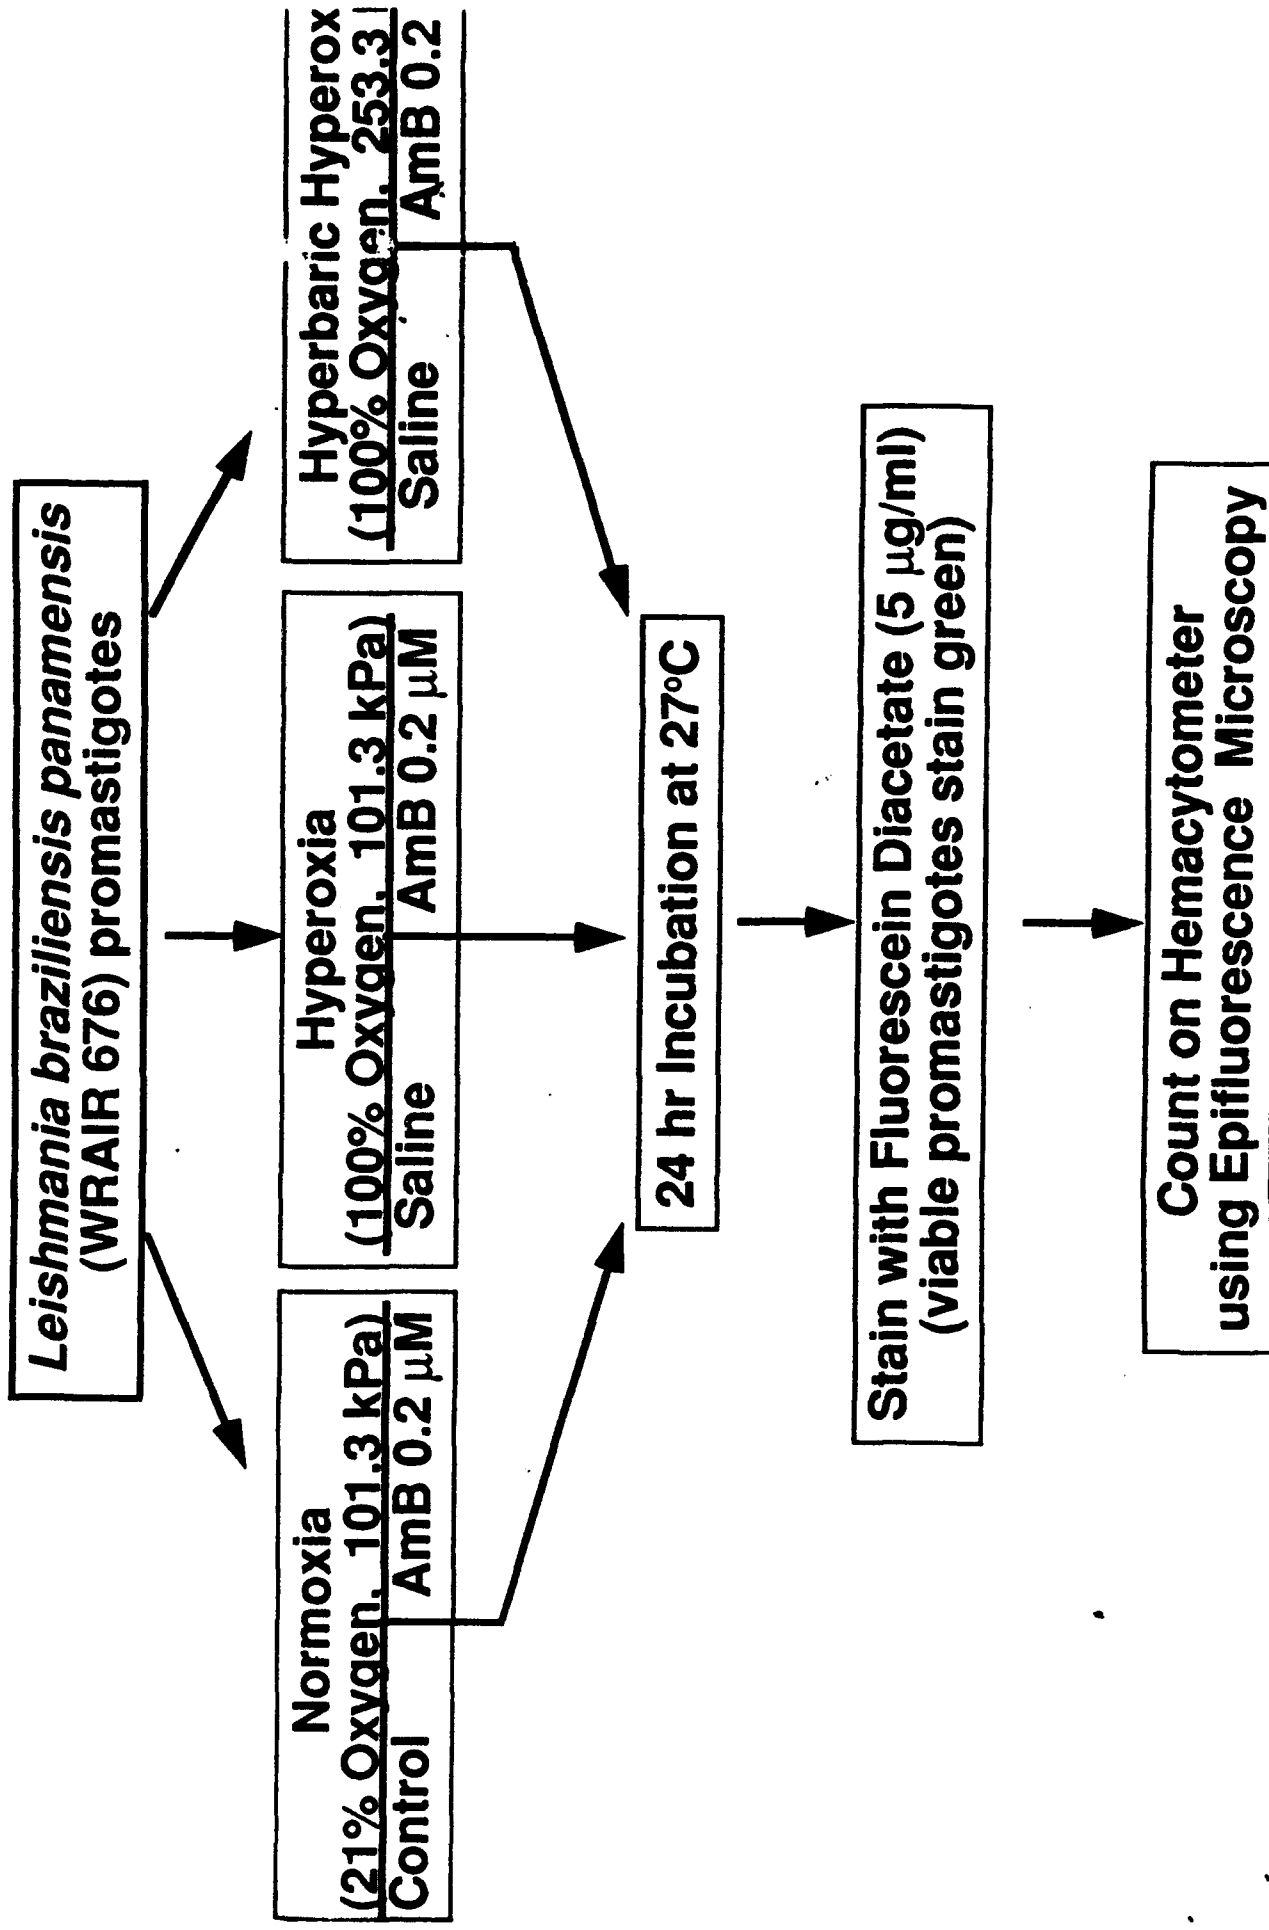 Leishmania braziliensis panamensis
(WRAIR 676) promastigotes
Normoxia
(21% Oxygen, 101.3 kPa)
Control AmB 0.2 µM
Hyperoxia
(100% Oxygen, 101.3 kPa)
Saline AmB 0.2 µM
Hyperbaric Hyperox
(100% Oxygen, 253.3
Saline AmB 0.2
24 hr Incubation at 27ºC
Stain with Fluorescein Diacetate (5 µg/ml)
(viable promastigotes stain green)
Count on Hemacytometer
using Epifluorescence Microscopy